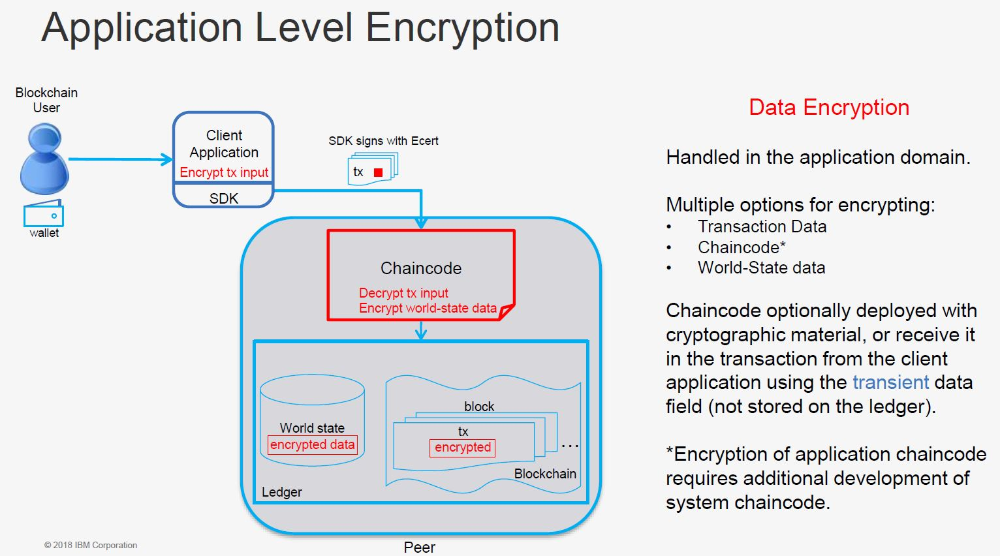 Application Level Encryption
Blockchain
User
wallet
Client
Application
Encrypt tx input
SDK
SDK signs with Ecert
tx
Chaincode
Decrypt tx input
Encrypt world-state data
World state
encrypted data
block
tx
encrypted
...
Blockchain
Ledger
Peer
Data Encryption
Handled in the application domain.
Multiple options for encrypting:
• Transaction Data
• Chaincode*
• World-State data
Chaincode optionally deployed with
cryptographic material, or receive it
in the transaction from the client
application using the transient data
field (not stored on the ledger).
*Encryption of application chaincode
requires additional development of
system chaincode.
© 2018 IBM Corporation